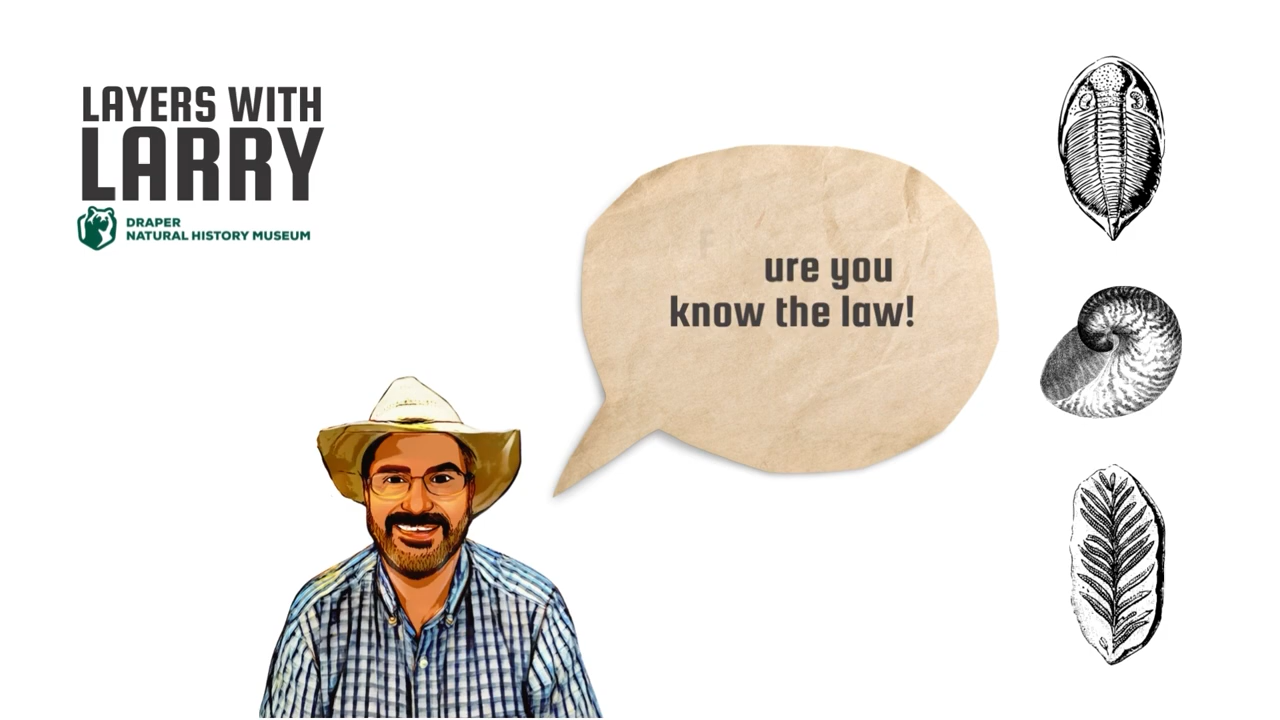 LAYERS WITH
LARRY
DRAPER
NATURAL HISTORY MUSEUM
ure you
know the law!